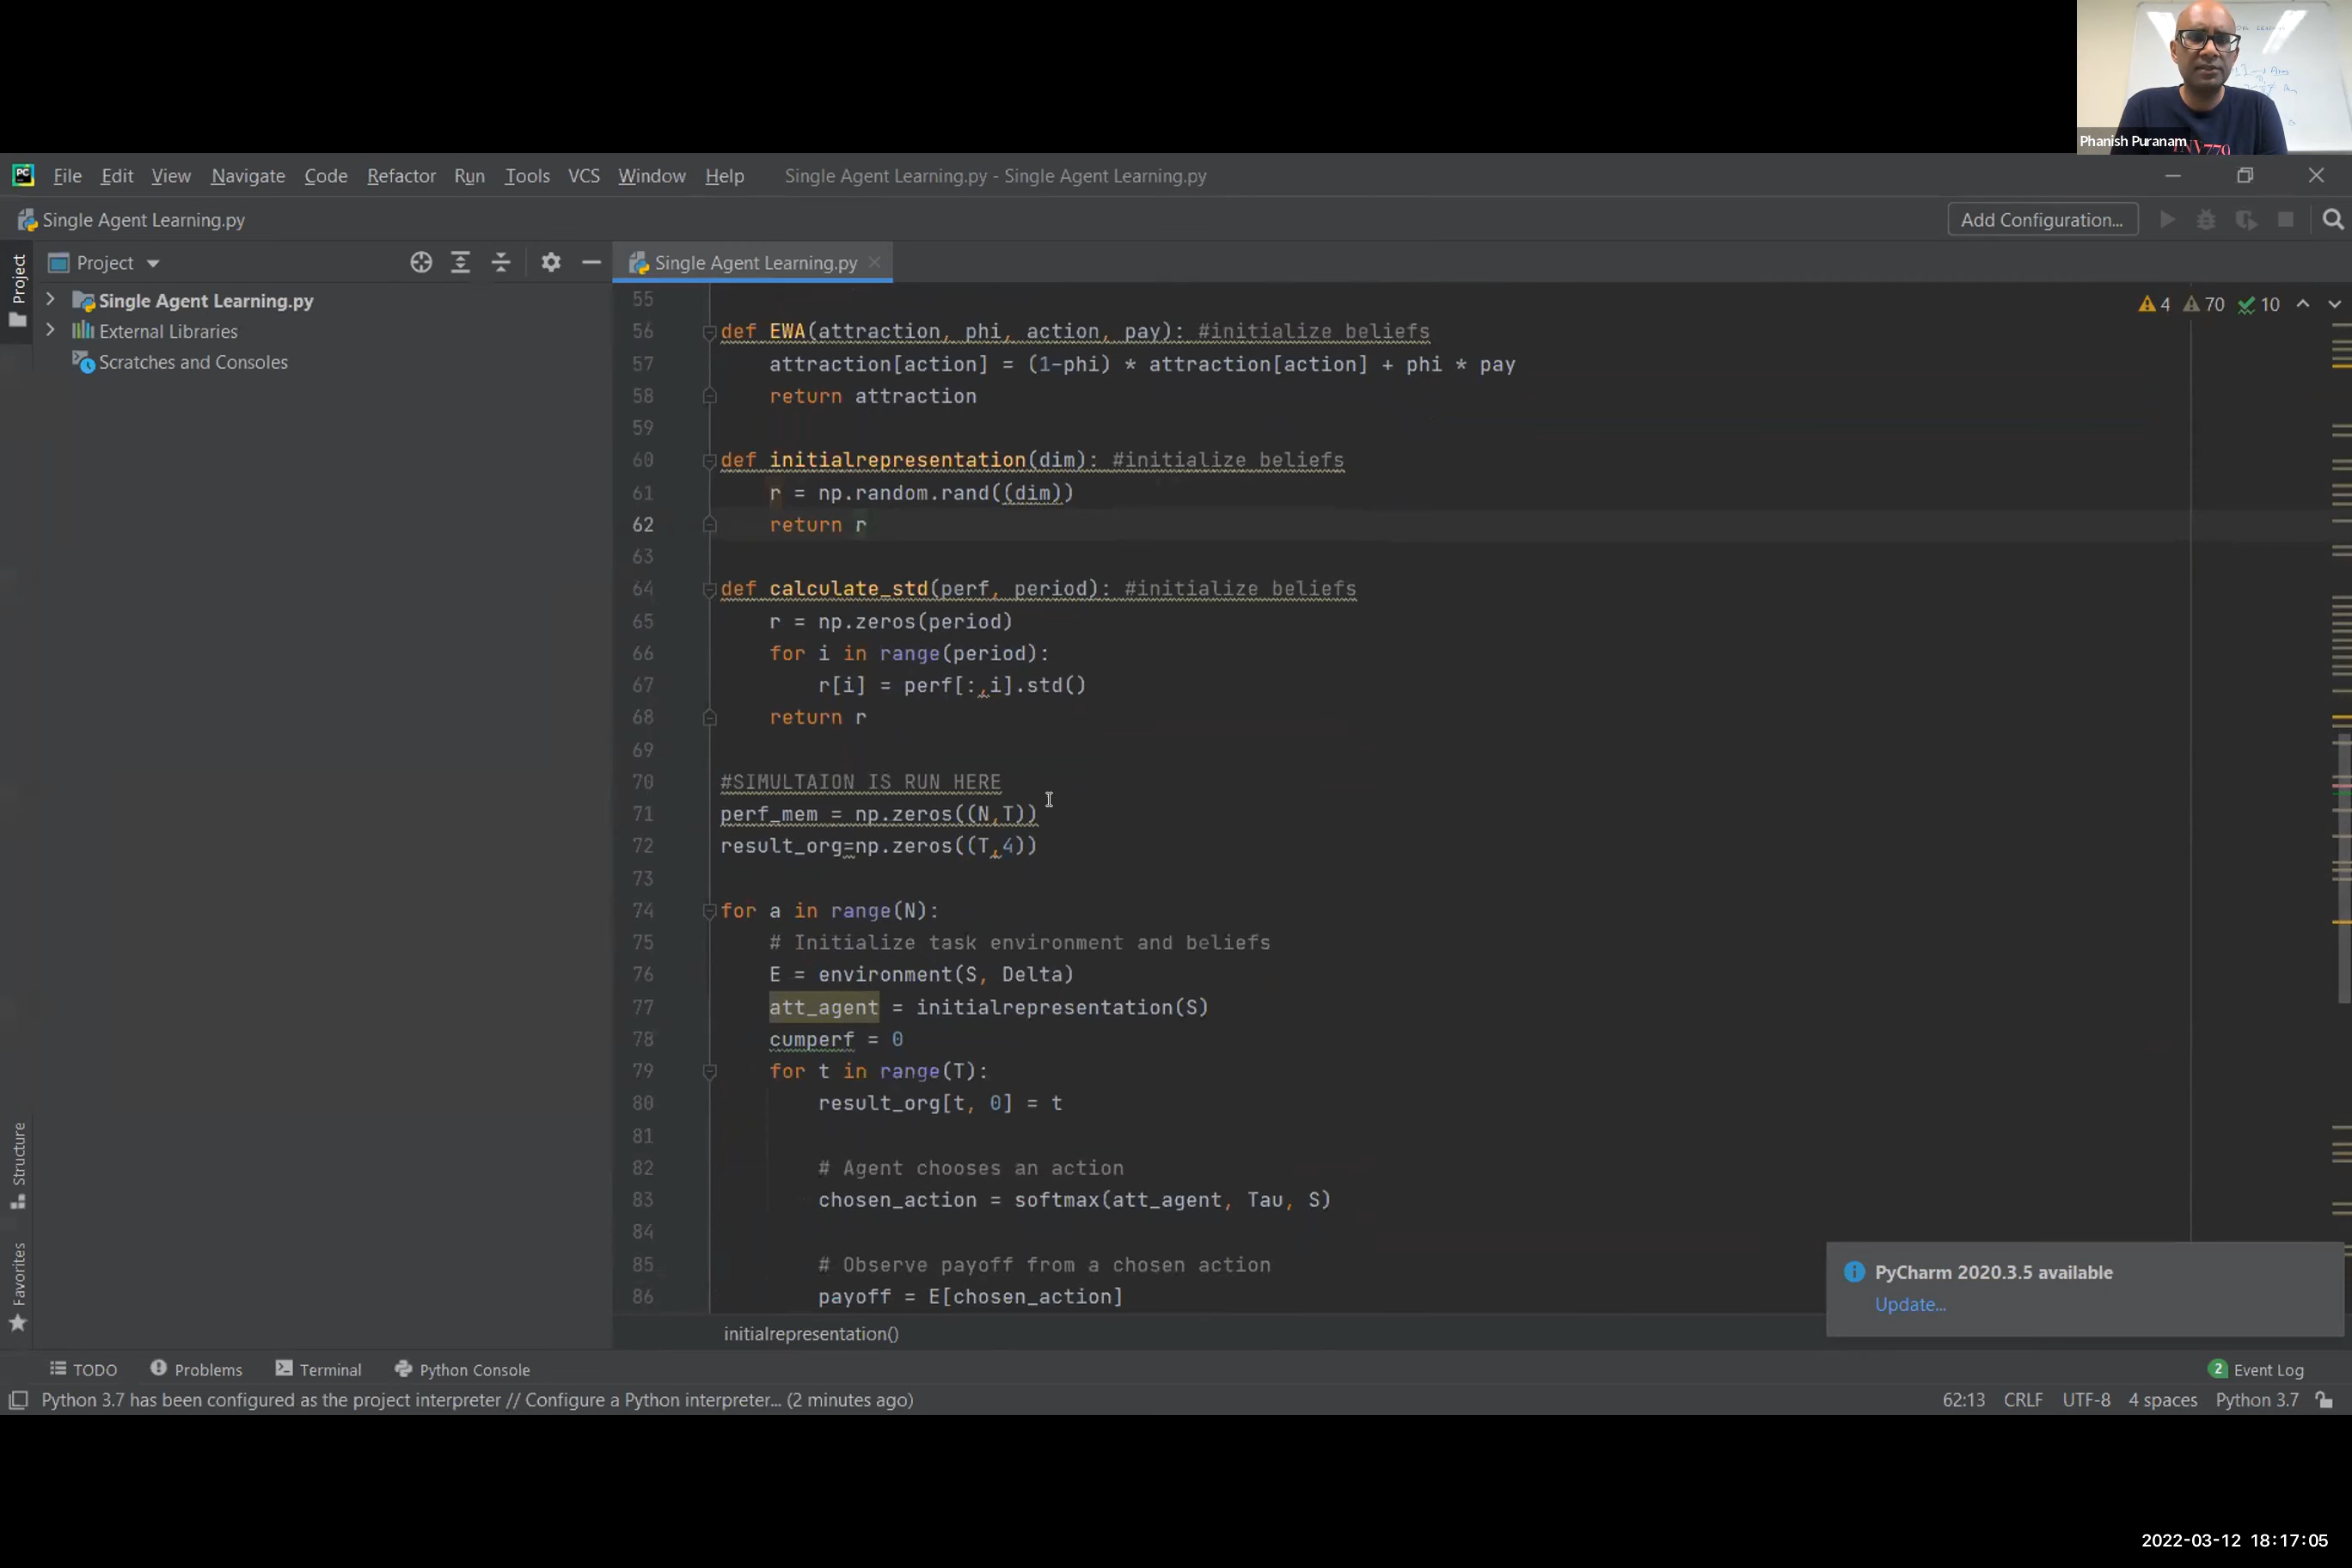 Phanish Puranam
INV770
PC File Edit View Navigate Code Refactor Run Tools VCS Window Help Single Agent Learning.py - Single Agent Learning.py
Single Agent Learning.py Add Configuration...
Project
Project
Single Agent Learning.py
External Libraries
Scratches and Consoles
Structure
Favorites
Single Agent Learning.py
4 70 10
55
56 def EWA(attraction, phi, action, pay): #initialize beliefs
57 attraction[action] = (1-phi) * attraction[action] + phi * pay
58 return attraction
59
60 def initialrepresentation(dim): #initialize beliefs
61 r = np.random.rand((dim))
62 return r
63
64 def calculate_std(perf, period): #initialize beliefs
65 r = np.zeros(period)
66 for i in range(period):
67 r[i] = perf[:,i].std()
68 return r
69
70 #SIMULTAION IS RUN HERE
71 perf_mem = np.zeros((N,T))
72 result_org=np.zeros((T,4))
73
74 for a in range(N):
75 # Initialize task environment and beliefs
76 E = environment(S, Delta)
77 att_agent = initialrepresentation(S)
78 cumperf = 0
79 for t in range(T):
80 result_org[t, 0] = t
81
82 # Agent chooses an action
83 chosen_action = softmax(att_agent, Tau, S)
84
85 # Observe payoff from a chosen action
86 payoff = E[chosen_action]
initialrepresentation()
PyCharm 2020.3.5 available
Update...
TODO Problems Terminal Python Console 2 Event Log
Python 3.7 has been configured as the project interpreter // Configure a Python interpreter... (2 minutes ago) 62:13 CRLF UTF-8 4 spaces Python 3.7
2022-03-12 18:17:05